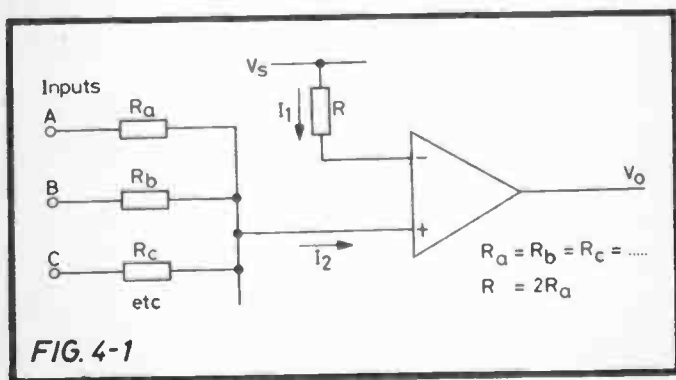 Vs
Inputs
A
Ra
I1
R
B
Rb
−
Vo
+
C
Rc
I2
Ra = Rb = Rc = .....
etc
R = 2Ra
FIG. 4-1